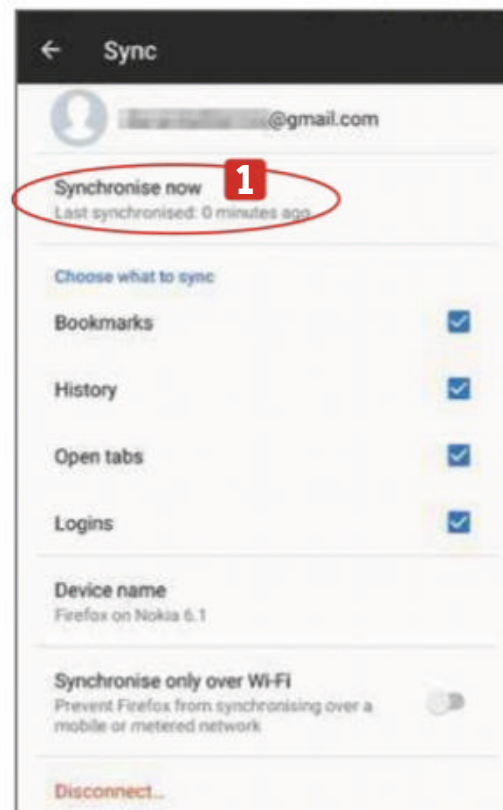 Sync
@gmail.com
1
Synchronise now
Last synchronised: 0 minutes ago
Choose what to sync
Bookmarks
History
Open tabs
Logins
Device name
Firefox on Nokia 6.1
Synchronise only over Wi-Fi
Prevent Firefox from synchronising over a
mobile or metered network
Disconnect...